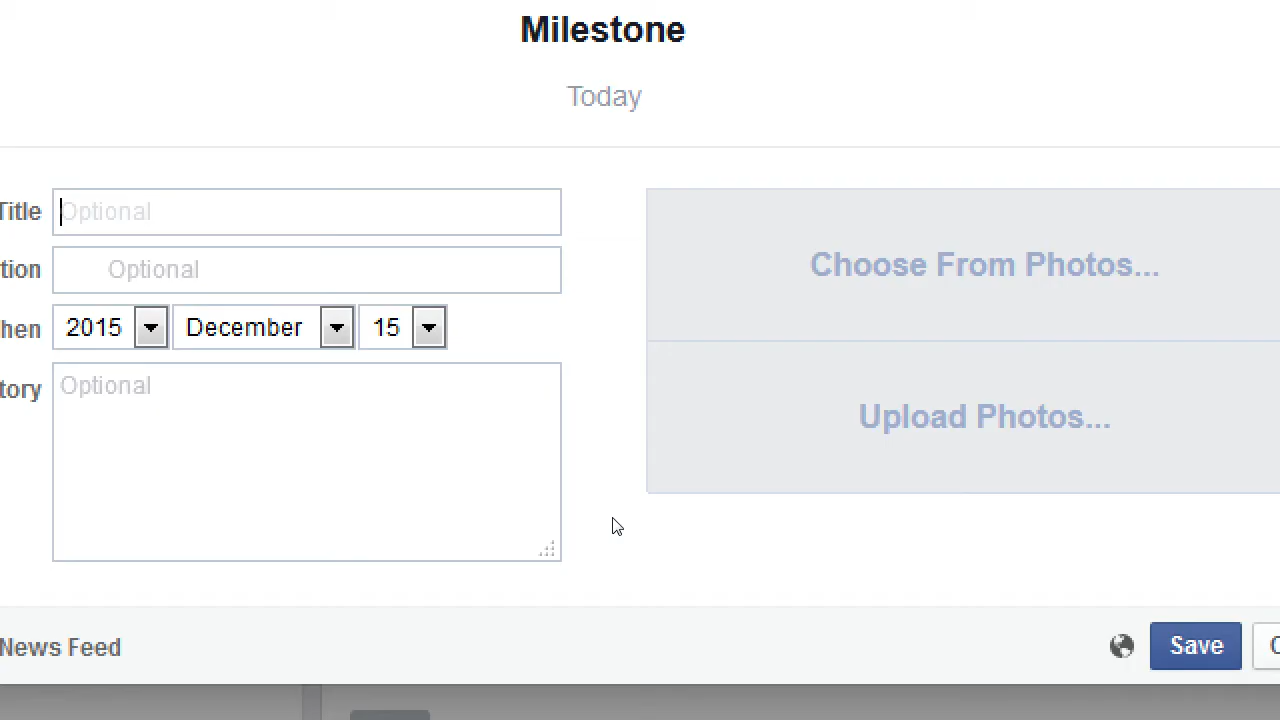 Milestone
Today
Title Optional
tion Optional
hen 2015 December 15
tory Optional
Choose From Photos...
Upload Photos...
News Feed
Save